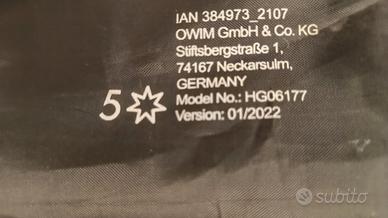 IAN 384973_2107
OWIM GmbH & Co. KG
Stiftsbergstraße 1,
74167 Neckarsulm,
GERMANY
Model No.: HG06177
Version: 01/2022
5
subito